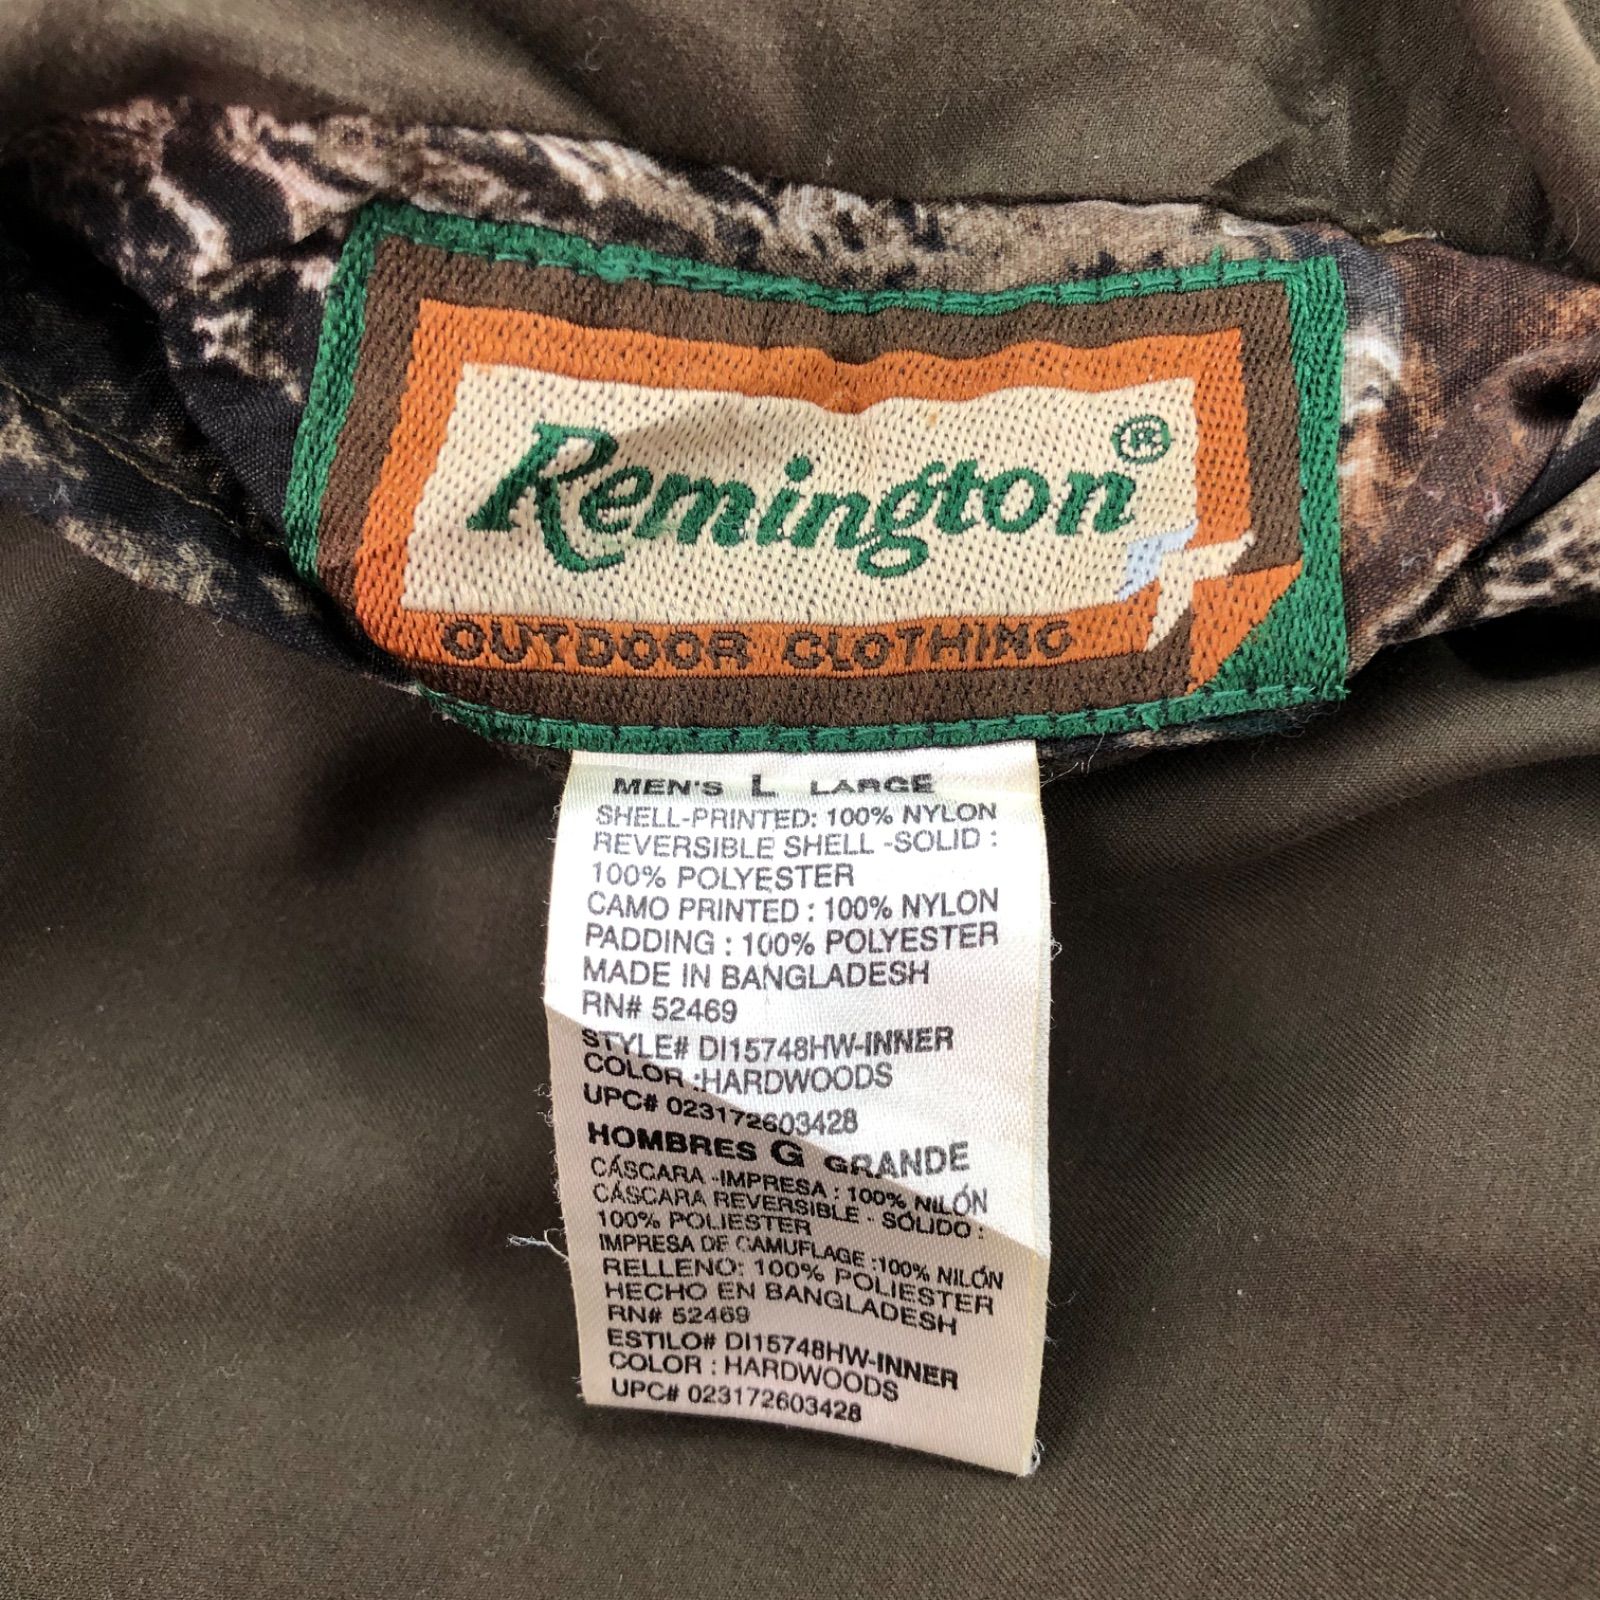 Remington®
OUTDOOR CLOTHING
MEN'S L LARGE
SHELL-PRINTED: 100% NYLON
REVERSIBLE SHELL -SOLID :
100% POLYESTER
CAMO PRINTED : 100% NYLON
PADDING : 100% POLYESTER
MADE IN BANGLADESH
RN# 52469
STYLE# DI15748HW-INNER
COLOR :HARDWOODS
UPC# 023172603428
HOMBRES G GRANDE
CÁSCARA -IMPRESA : 100% NILÓN
CÁSCARA REVERSIBLE - SÓLIDO :
100% POLIESTER
IMPRESA DE CAMUFLAGE :100% NILÓN
RELLENO: 100% POLIESTER
HECHO EN BANGLADESH
RN# 52469
ESTILO# DI15748HW-INNER
COLOR : HARDWOODS
UPC# 023172603428